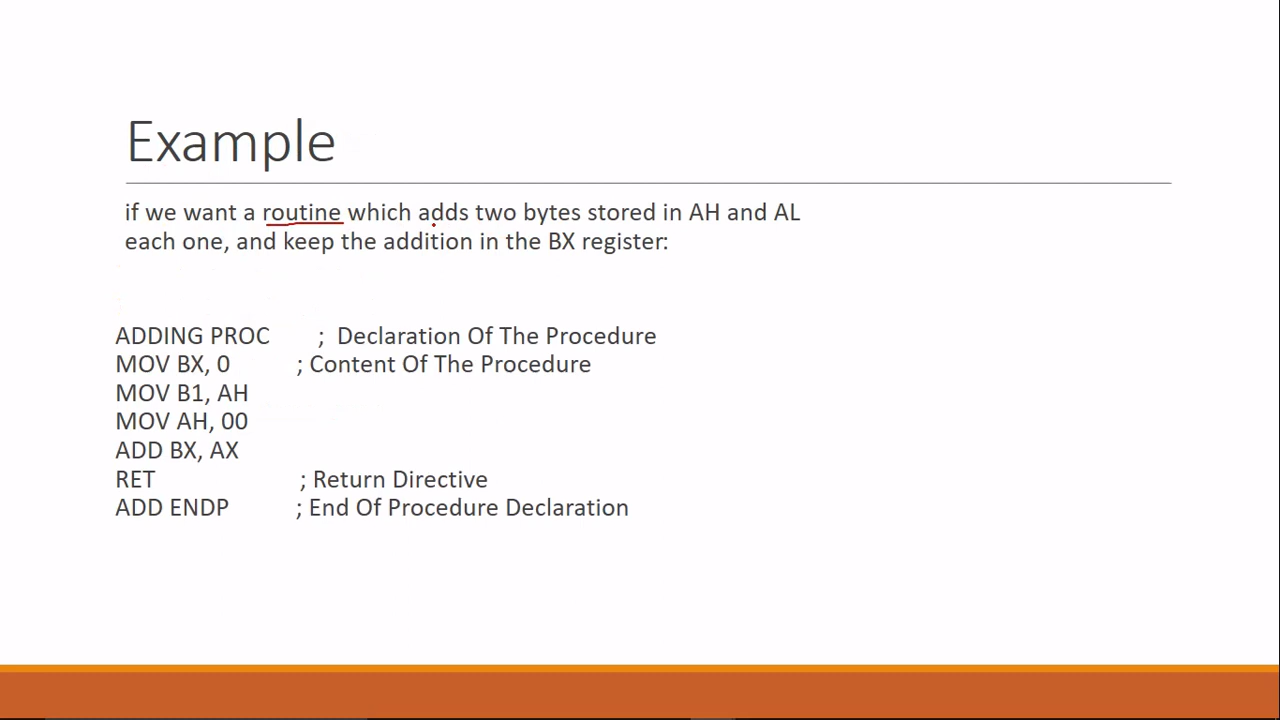 Example
if we want a routine which adds two bytes stored in AH and AL
each one, and keep the addition in the BX register:
ADDING PROC ; Declaration Of The Procedure
MOV BX, 0 ; Content Of The Procedure
MOV B1, AH
MOV AH, 00
ADD BX, AX
RET ; Return Directive
ADD ENDP ; End Of Procedure Declaration